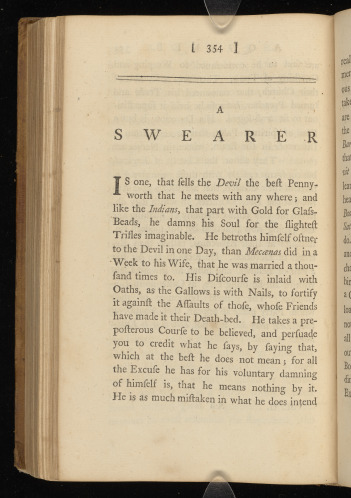 [ 354 ]
A
SWEARER
IS one, that ſells the Devil the beſt Penny-
worth that he meets with any where; and
like the Indians, that part with Gold for Glaſs-
Beads, he damns his Soul for the ſlighteſt
Trifles imaginable. He betroths himſelf oftner
to the Devil in one Day, than Mecænas did in a
Week to his Wife, that he was married a thou-
ſand times to. His Diſcourſe is inlaid with
Oaths, as the Gallows is with Nails, to fortify
it againſt the Aſſaults of thoſe, whoſe Friends
have made it their Death-bed. He takes a pre-
poſterous Courſe to be believed, and perſuade
you to credit what he ſays, by ſaying that,
which at the beſt he does not mean; for all
the Excuſe he has for his voluntary damning
of himſelf is, that he means nothing by it.
He is as much miſtaken in what he does intend